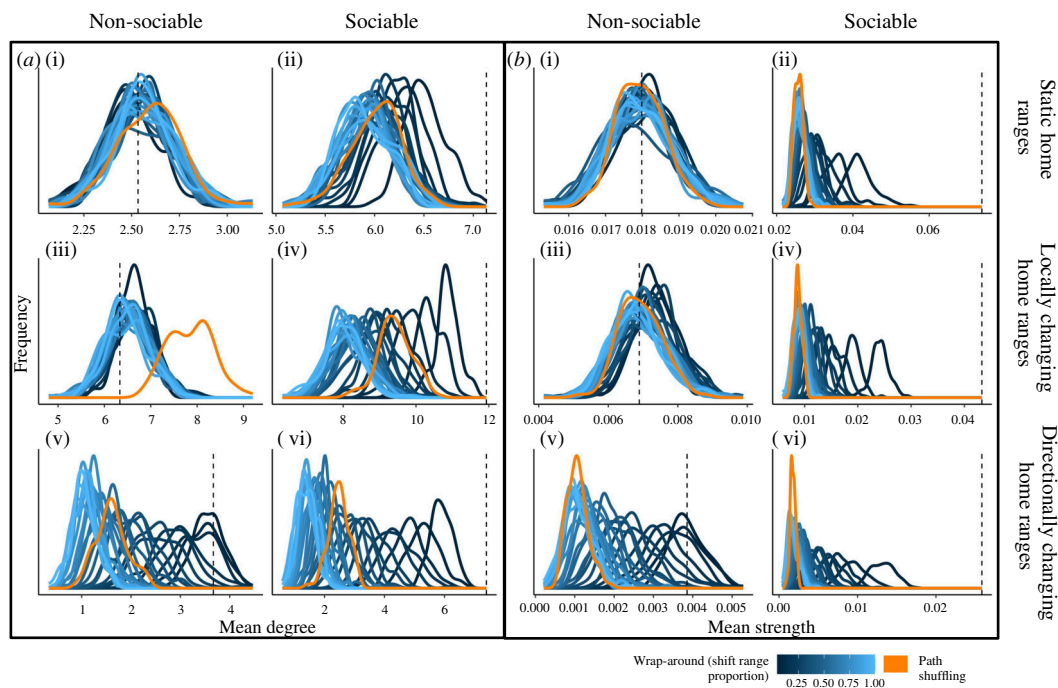 Non-sociable Sociable Non-sociable Sociable
(a) (i) (ii) (b) (i) (ii)
2.25 2.50 2.75 3.00 5.0 5.5 6.0 6.5 7.0 0.016 0.017 0.018 0.019 0.020 0.021 0.02 0.04 0.06
Static home
ranges
(iii) (iv) (iii) (iv)
5 6 7 8 9 8 10 12 0.004 0.006 0.008 0.010 0.01 0.02 0.03 0.04
Locally changing
home ranges
Frequency
(v) ( vi) (v) ( vi)
1 2 3 4 2 4 6 0.000 0.001 0.002 0.003 0.004 0.005 0.00 0.01 0.02
Directionally changing
home ranges
Mean degree Mean strength
Wrap-around (shift range
proportion)
0.25 0.50 0.75 1.00
Path
shuffling